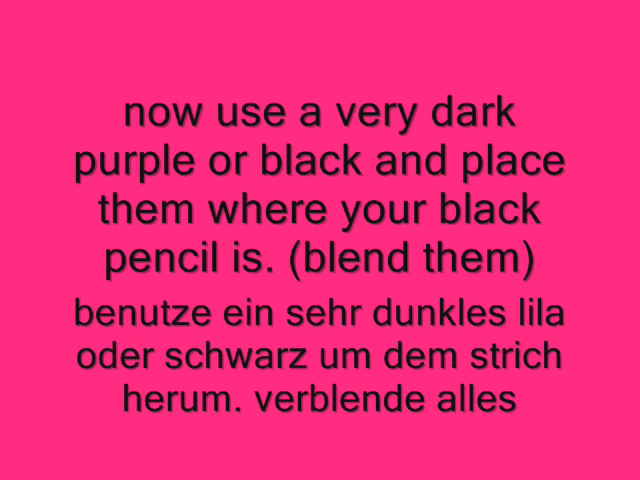 now use a very dark
purple or black and place
them where your black
pencil is. (blend them)
benutze ein sehr dunkles lila
oder schwarz um dem strich
herum. verblende alles